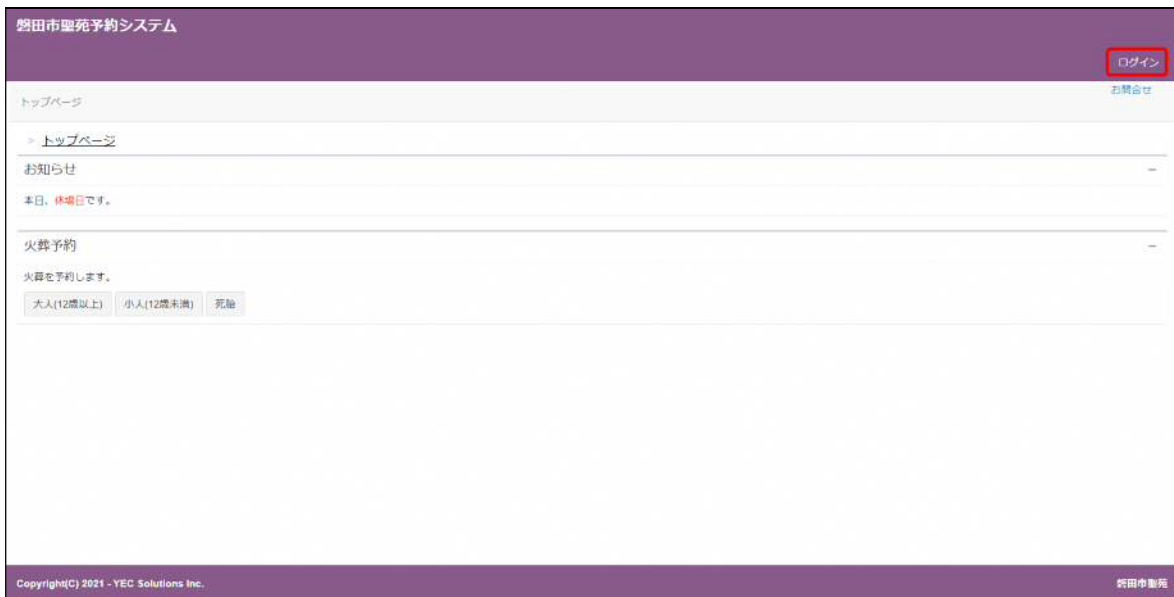 磐田市聖苑予約システム
ログイン
お問合せ
トップページ
> トップページ
お知らせ −
本日、休場日です。
火葬予約 −
火葬を予約します。
大人(12歳以上) 小人(12歳未満) 死胎
Copyright(C) 2021 - YEC Solutions Inc. 磐田市聖苑